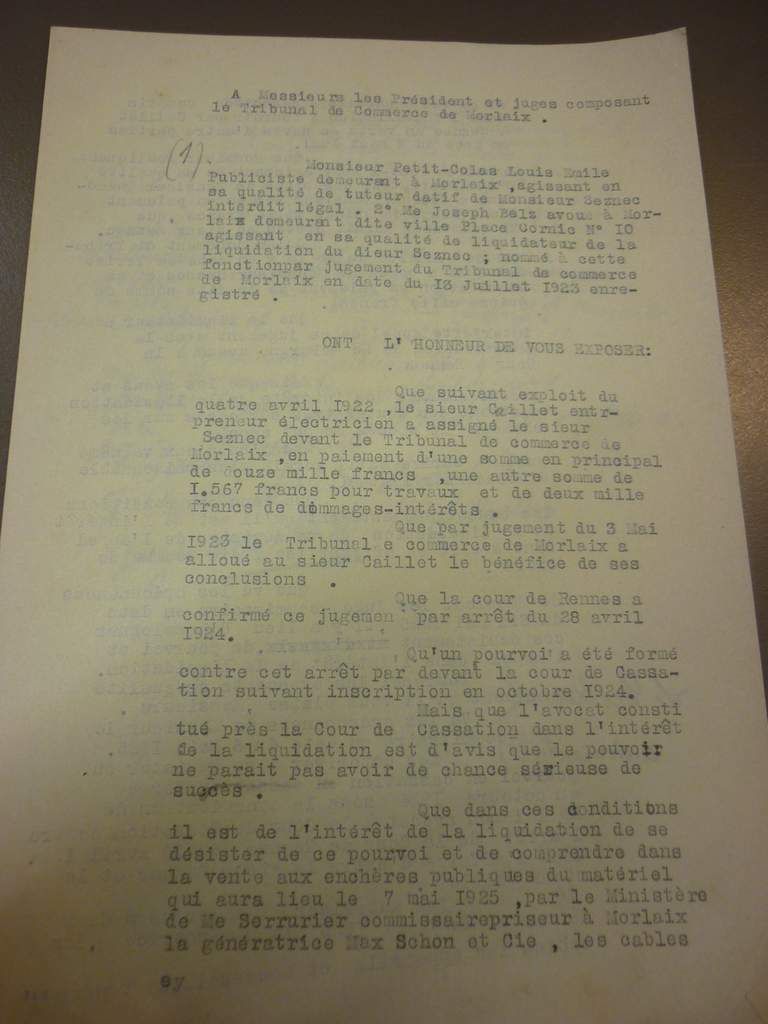 A Messieurs les Président et juges composant
lé Tribunal de Commerce de Morlaix .
(1).
Monsieur Petit-Colas Louis Emile
Publiciste demeurant à Morlaix ,agissant en
sa qualité de tuteur datif de Monsieur Seznec
interdit légal . 2° Me Joseph Belz avoué à Mor-
laix demeurant dite ville Place Cornic N° I0
agissant en sa qualité de liquidateur de la
liquidation du dieur Seznec ; nommé à cette
fonctionpar jugement du Tribunal de commerce
de Morlaix en date du I3 Juillet I923 enre-
gistré .
ONT L' HONNEUR DE VOUS EXPOSER:
Que suivant exploit du
quatre avril I922 ,le sieur Caillet entr-
preneur électricien a assigné le sieur
Seznec devant le Tribunal de commerce de
Morlaix ,en paiement d'une somme en principal
de douze mille francs ,une autre somme de
I.567 francs pour travaux et de deux mille
francs de dommages-intérêts .
Que par jugement du 3 Mai
I923 le Tribunal e commerce de Morlaix a
alloué au sieur Caillet le bénéfice de ses
conclusions .
Que la cour de Rennes a
confirmé ce jugemen par arrêt du 28 avril
I924.
Qu'un pourvoi a été formé
contre cet arrêt par devant la cour de Cassa-
tion suivant inscription en octobre I924.
Mais que l'avocat consti
tué près la Cour de Cassation dans l'intérêt
de la liquidation est d'avis que le pouvoir
ne parait pas avoir de chance sérieuse de
succès .
Que dans ces conditions
il est de l'intérêt de la liquidation de se
désister de ce pourvoi et de comprendre dans
la vente aux enchères publiques du matériel
qui aura lieu le 7 mai I925 ,par le Ministère
de Me Serrurier commissairepriseur à Morlaix
la génératrice Max Schon et Cie , les cables